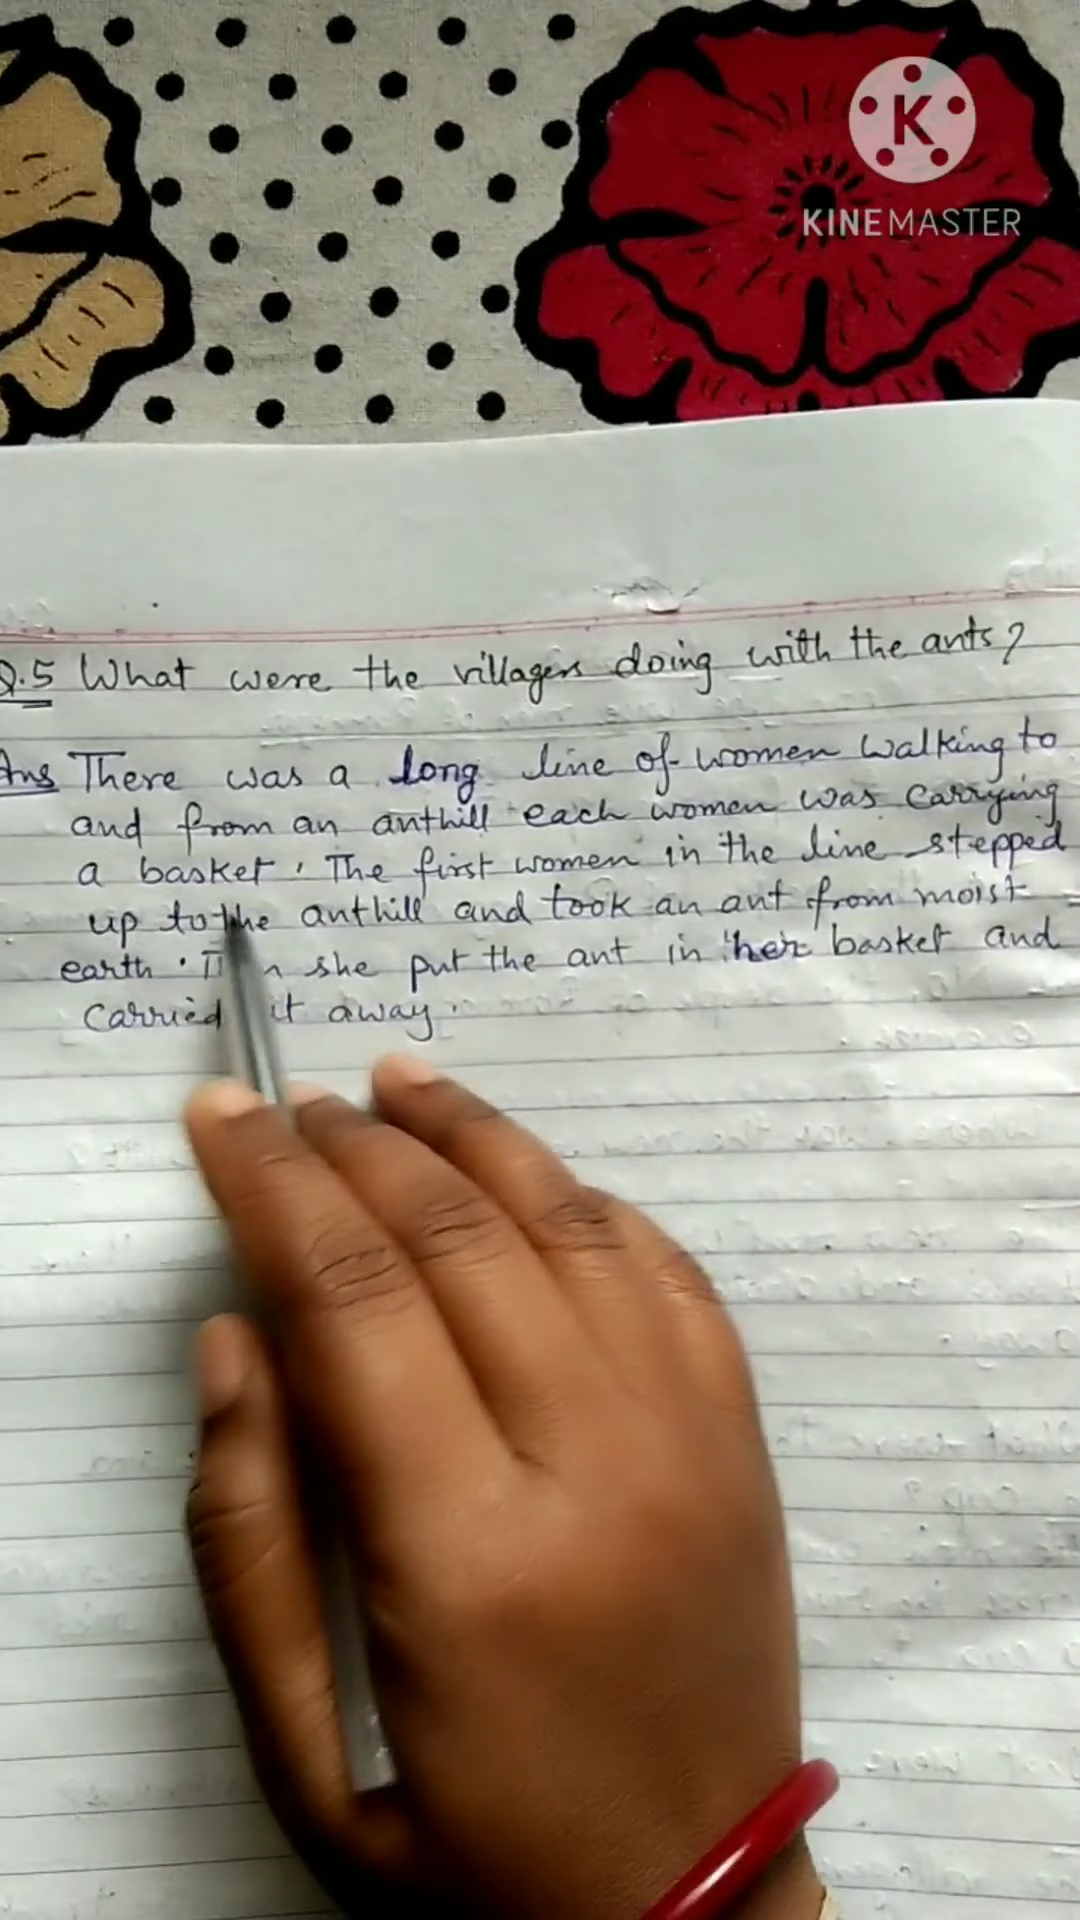 K
KINEMASTER
Q.5 What were the villagers doing with the ants?
Ans There was a long line of women walking to
and from an anthill each women was carrying
a basket. The first women in the line stepped
up to the anthill and took an ant from moist
earth. she put the ant in her basket and
carried it away.